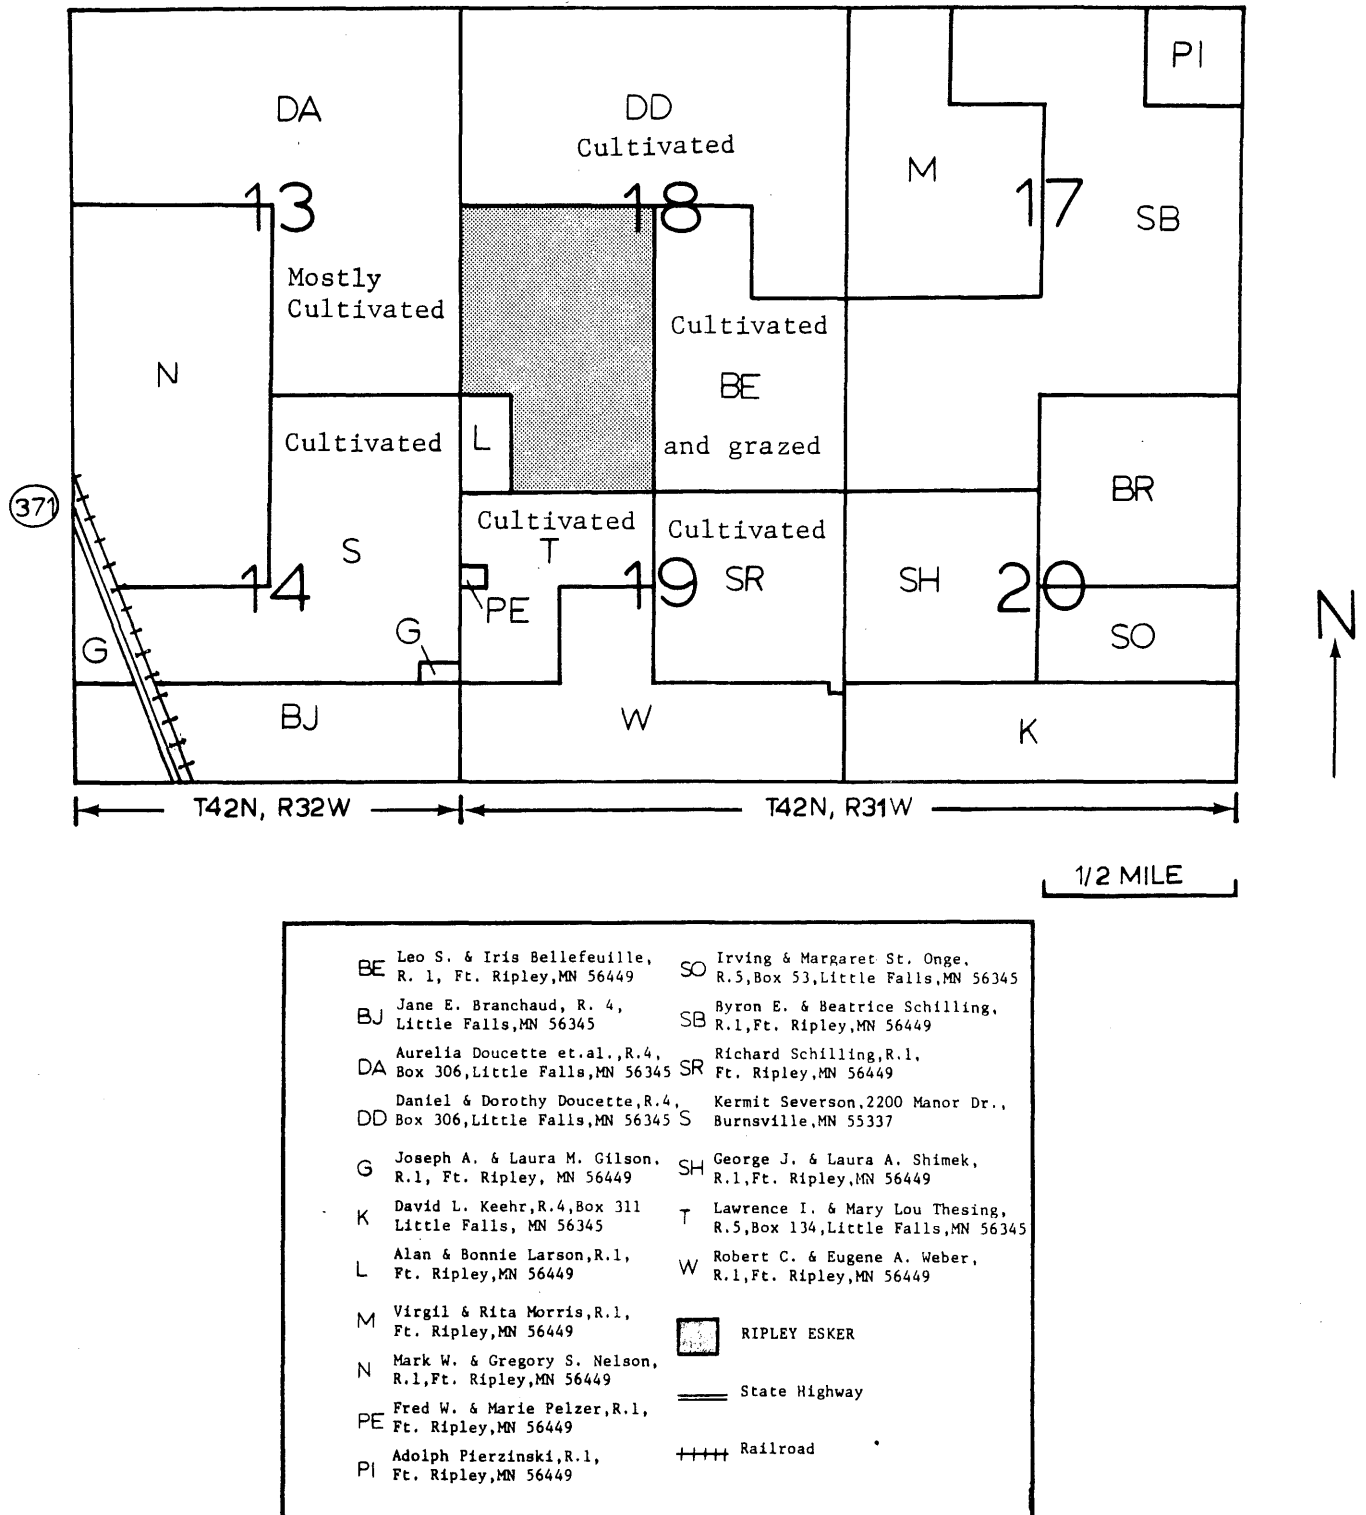 PI
DA
DD
Cultivated
M
13
18
17
SB
Mostly
Cultivated
Cultivated
N
BE
Cultivated
L
and grazed
BR
371
Cultivated
Cultivated
S
T
14
19
SR
SH
20
PE
G
G
SO
N
BJ
W
K
T42N, R32W
T42N, R31W
1/2 MILE
BE Leo S. & Iris Bellefeuille,
R. 1, Ft. Ripley,MN 56449
BJ Jane E. Branchaud, R. 4,
Little Falls,MN 56345
DA Aurelia Doucette et.al.,R.4,
Box 306,Little Falls,MN 56345
DD Daniel & Dorothy Doucette,R.4,
Box 306,Little Falls,MN 56345
G Joseph A. & Laura M. Gilson,
R.1, Ft. Ripley, MN 56449
K David L. Keehr,R.4,Box 311
Little Falls, MN 56345
L Alan & Bonnie Larson,R.1,
Ft. Ripley,MN 56449
M Virgil & Rita Morris,R.1,
Ft. Ripley,MN 56449
N Mark W. & Gregory S. Nelson,
R.1,Ft. Ripley,MN 56449
PE Fred W. & Marie Pelzer,R.1,
Ft. Ripley,MN 56449
PI Adolph Pierzinski,R.1,
Ft. Ripley,MN 56449
SO Irving & Margaret St. Onge,
R.5,Box 53,Little Falls,MN 56345
SB Byron E. & Beatrice Schilling,
R.1,Ft. Ripley,MN 56449
SR Richard Schilling,R.1,
Ft. Ripley,MN 56449
S Kermit Severson,2200 Manor Dr.,
Burnsville,MN 55337
SH George J. & Laura A. Shimek,
R.1,Ft. Ripley,MN 56449
T Lawrence I. & Mary Lou Thesing,
R.5,Box 134,Little Falls,MN 56345
W Robert C. & Eugene A. Weber,
R.1,Ft. Ripley,MN 56449
RIPLEY ESKER
State Highway
Railroad